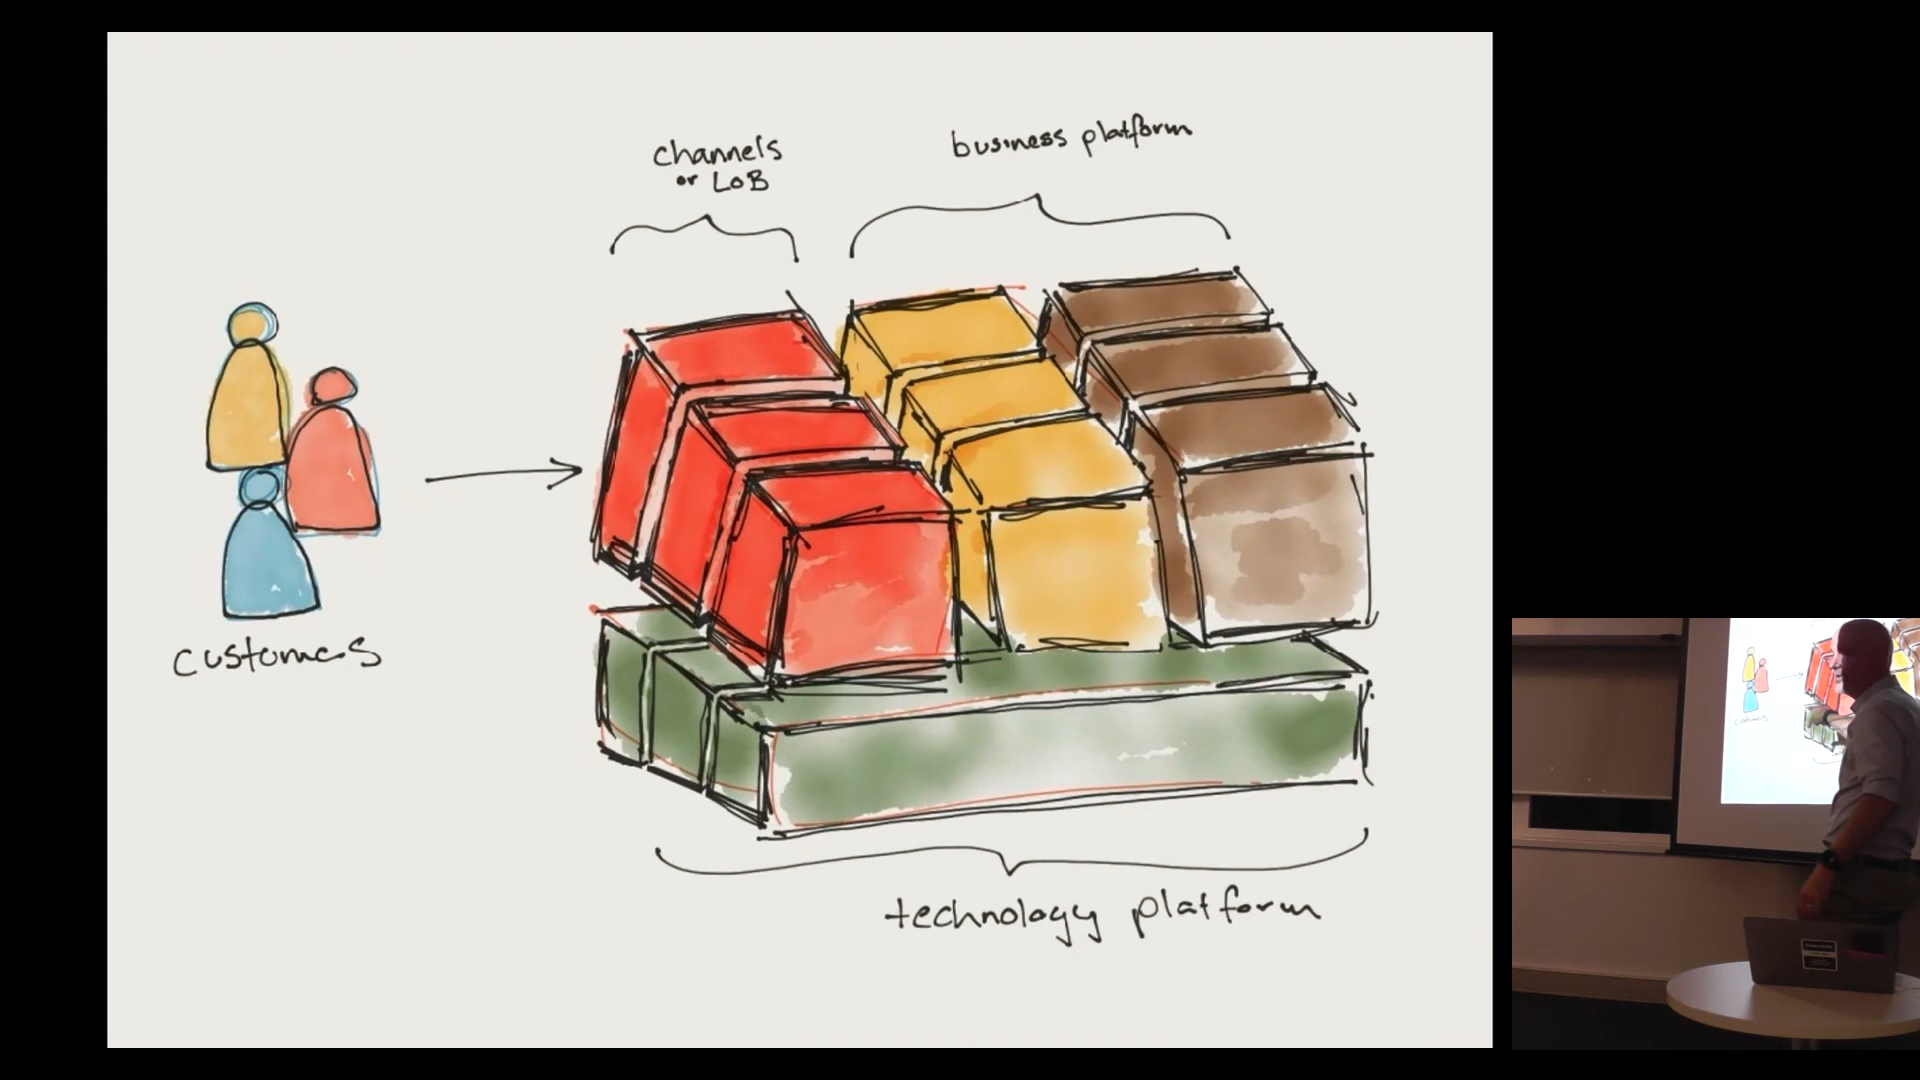 channels
or LOB
business platform
customers
technology platform